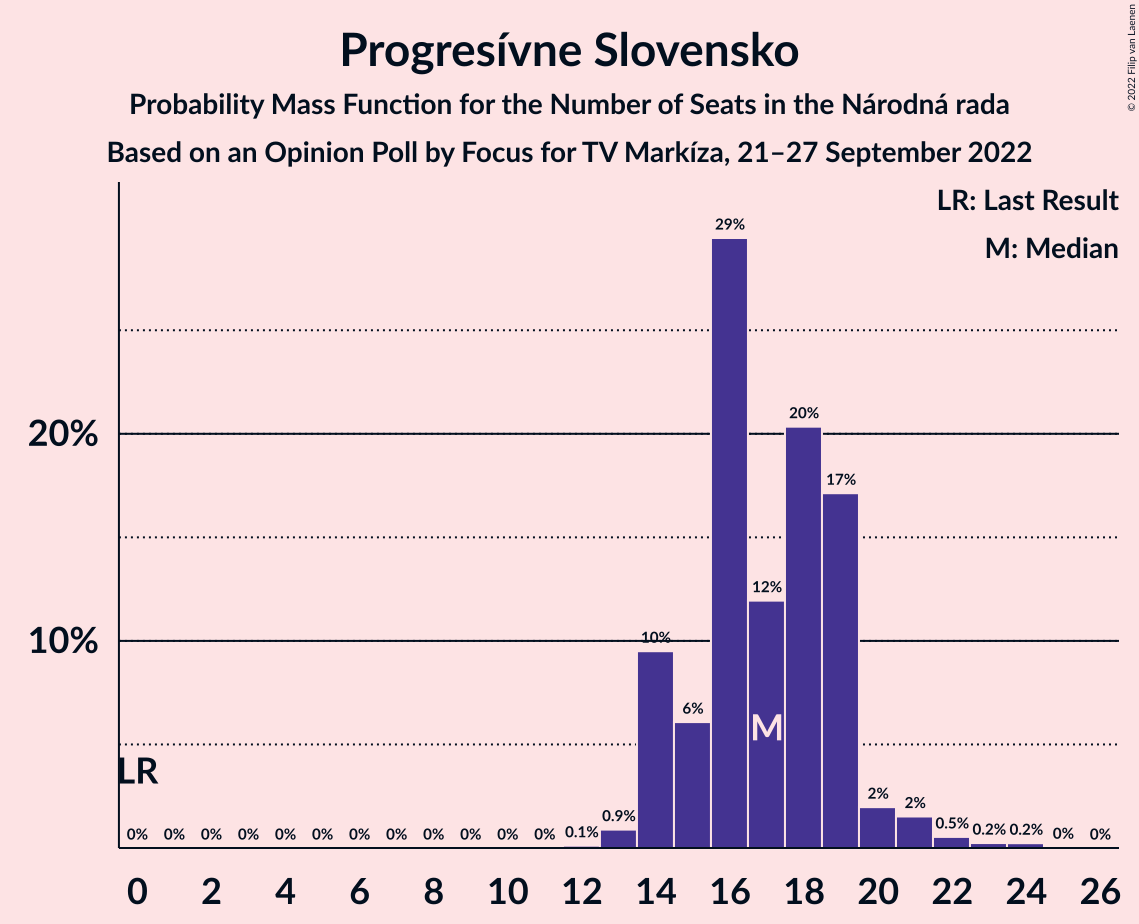 Progresívne Slovensko
Probability Mass Function for the Number of Seats in the Národná rada
Based on an Opinion Poll by Focus for TV Markíza, 21–27 September 2022
© 2022 Filip van Laenen
LR: Last Result
M: Median
29%
20%
20%
17%
12%
10%
10%
6%
M
LR
0% 0% 0% 0% 0% 0% 0% 0% 0% 0% 0% 0% 0.1% 0.9% 2% 2% 0.5% 0.2% 0.2% 0% 0%
0 2 4 6 8 10 12 14 16 18 20 22 24 26